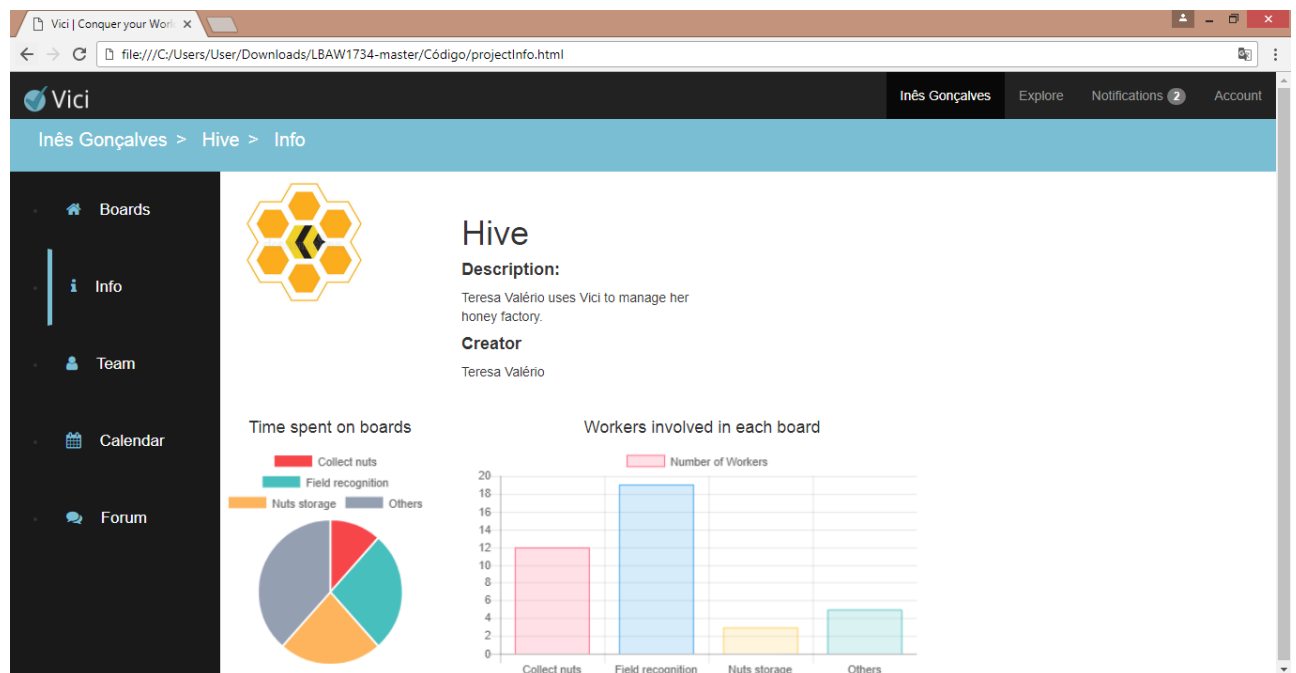 Vici | Conquer your Work
file:///C:/Users/User/Downloads/LBAW1734-master/Código/projectInfo.html
Vici
Inês Gonçalves Explore Notifications 2 Account
Inês Gonçalves > Hive > Info
Boards
Info
Team
Calendar
Forum
Hive
Description:
Teresa Valério uses Vici to manage her
honey factory.
Creator
Teresa Valério
Time spent on boards
Collect nuts
Field recognition
Nuts storage Others
Workers involved in each board
Number of Workers
20
18
16
14
12
10
8
6
4
2
0
Collect nuts Field recognition Nuts storage Others